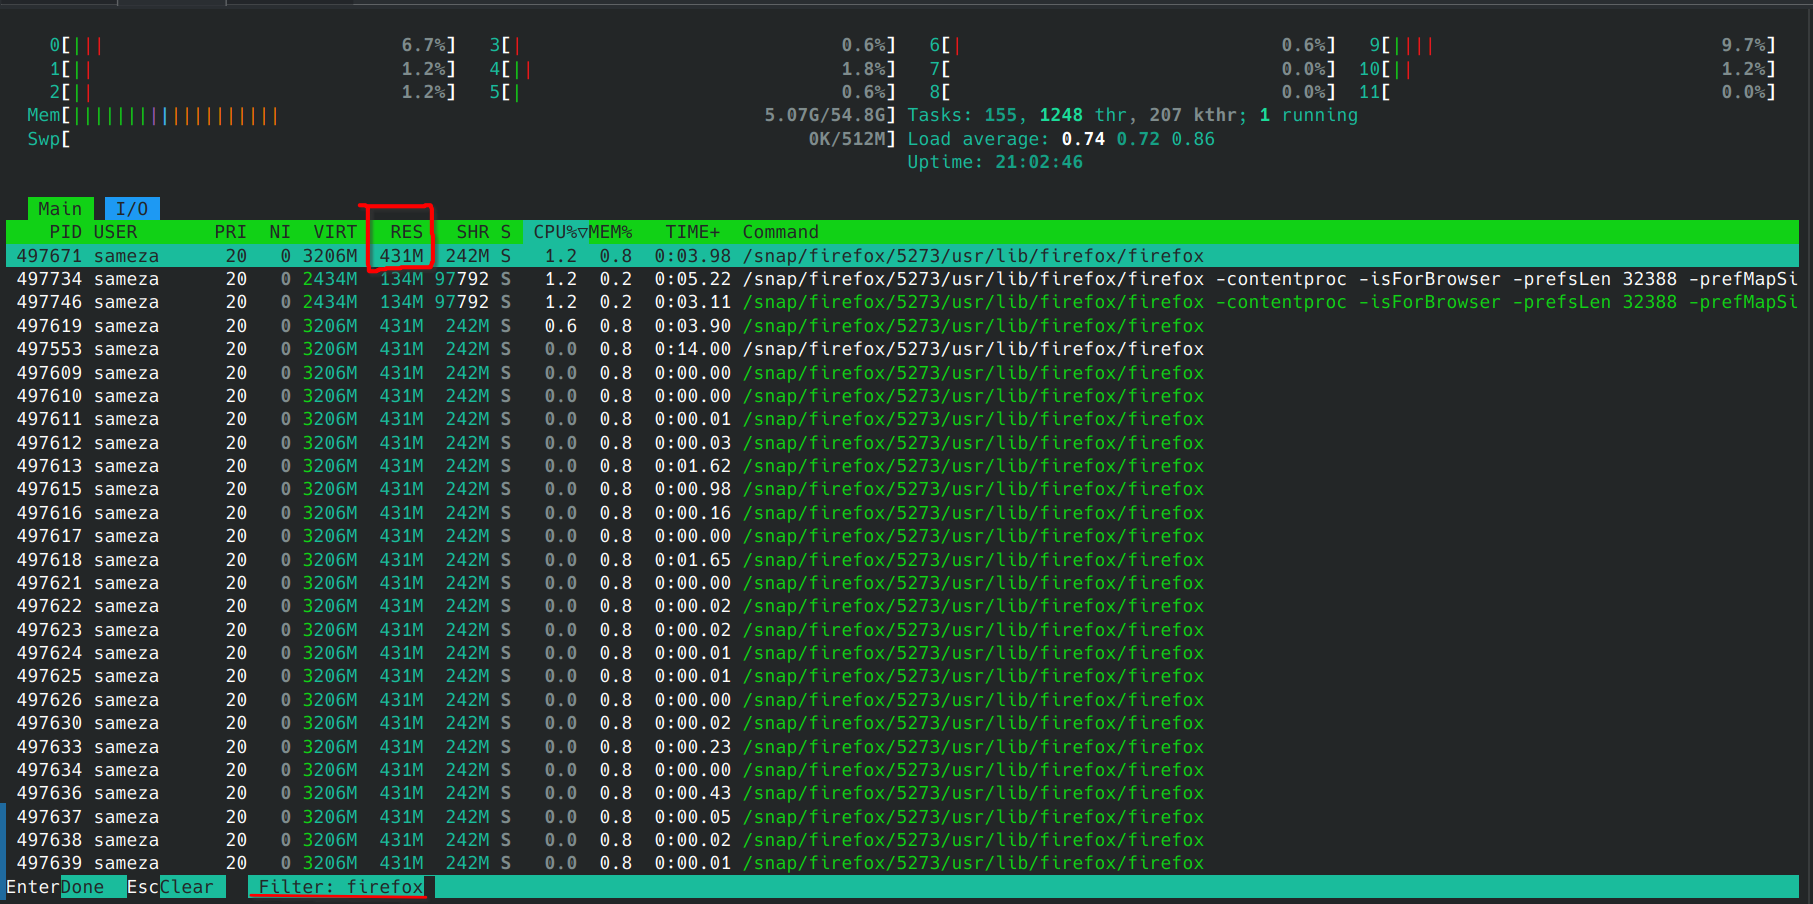 0[||| 6.7%] 3[| 0.6%] 6[| 0.6%] 9[|||| 9.7%]
1[|| 1.2%] 4[|| 1.8%] 7[ 0.0%] 10[|| 1.2%]
2[|| 1.2%] 5[| 0.6%] 8[ 0.0%] 11[ 0.0%]
Mem[||||||||||||||||||| 5.07G/54.8G] Tasks: 155, 1248 thr, 207 kthr; 1 running
Swp[ 0K/512M] Load average: 0.74 0.72 0.86
Uptime: 21:02:46
Main I/O
PID USER PRI NI VIRT RES SHR S CPU%▽MEM% TIME+ Command
497671 sameza 20 0 3206M 431M 242M S 1.2 0.8 0:03.98 /snap/firefox/5273/usr/lib/firefox/firefox
497734 sameza 20 0 2434M 134M 97792 S 1.2 0.2 0:05.22 /snap/firefox/5273/usr/lib/firefox/firefox -contentproc -isForBrowser -prefsLen 32388 -prefMapSi
497746 sameza 20 0 2434M 134M 97792 S 1.2 0.2 0:03.11 /snap/firefox/5273/usr/lib/firefox/firefox -contentproc -isForBrowser -prefsLen 32388 -prefMapSi
497619 sameza 20 0 3206M 431M 242M S 0.6 0.8 0:03.90 /snap/firefox/5273/usr/lib/firefox/firefox
497553 sameza 20 0 3206M 431M 242M S 0.0 0.8 0:14.00 /snap/firefox/5273/usr/lib/firefox/firefox
497609 sameza 20 0 3206M 431M 242M S 0.0 0.8 0:00.00 /snap/firefox/5273/usr/lib/firefox/firefox
497610 sameza 20 0 3206M 431M 242M S 0.0 0.8 0:00.00 /snap/firefox/5273/usr/lib/firefox/firefox
497611 sameza 20 0 3206M 431M 242M S 0.0 0.8 0:00.01 /snap/firefox/5273/usr/lib/firefox/firefox
497612 sameza 20 0 3206M 431M 242M S 0.0 0.8 0:00.03 /snap/firefox/5273/usr/lib/firefox/firefox
497613 sameza 20 0 3206M 431M 242M S 0.0 0.8 0:01.62 /snap/firefox/5273/usr/lib/firefox/firefox
497615 sameza 20 0 3206M 431M 242M S 0.0 0.8 0:00.98 /snap/firefox/5273/usr/lib/firefox/firefox
497616 sameza 20 0 3206M 431M 242M S 0.0 0.8 0:00.16 /snap/firefox/5273/usr/lib/firefox/firefox
497617 sameza 20 0 3206M 431M 242M S 0.0 0.8 0:00.00 /snap/firefox/5273/usr/lib/firefox/firefox
497618 sameza 20 0 3206M 431M 242M S 0.0 0.8 0:01.65 /snap/firefox/5273/usr/lib/firefox/firefox
497621 sameza 20 0 3206M 431M 242M S 0.0 0.8 0:00.00 /snap/firefox/5273/usr/lib/firefox/firefox
497622 sameza 20 0 3206M 431M 242M S 0.0 0.8 0:00.02 /snap/firefox/5273/usr/lib/firefox/firefox
497623 sameza 20 0 3206M 431M 242M S 0.0 0.8 0:00.02 /snap/firefox/5273/usr/lib/firefox/firefox
497624 sameza 20 0 3206M 431M 242M S 0.0 0.8 0:00.01 /snap/firefox/5273/usr/lib/firefox/firefox
497625 sameza 20 0 3206M 431M 242M S 0.0 0.8 0:00.01 /snap/firefox/5273/usr/lib/firefox/firefox
497626 sameza 20 0 3206M 431M 242M S 0.0 0.8 0:00.00 /snap/firefox/5273/usr/lib/firefox/firefox
497630 sameza 20 0 3206M 431M 242M S 0.0 0.8 0:00.02 /snap/firefox/5273/usr/lib/firefox/firefox
497633 sameza 20 0 3206M 431M 242M S 0.0 0.8 0:00.23 /snap/firefox/5273/usr/lib/firefox/firefox
497634 sameza 20 0 3206M 431M 242M S 0.0 0.8 0:00.00 /snap/firefox/5273/usr/lib/firefox/firefox
497636 sameza 20 0 3206M 431M 242M S 0.0 0.8 0:00.43 /snap/firefox/5273/usr/lib/firefox/firefox
497637 sameza 20 0 3206M 431M 242M S 0.0 0.8 0:00.05 /snap/firefox/5273/usr/lib/firefox/firefox
497638 sameza 20 0 3206M 431M 242M S 0.0 0.8 0:00.02 /snap/firefox/5273/usr/lib/firefox/firefox
497639 sameza 20 0 3206M 431M 242M S 0.0 0.8 0:00.01 /snap/firefox/5273/usr/lib/firefox/firefox
EnterDone EscClear Filter: firefox